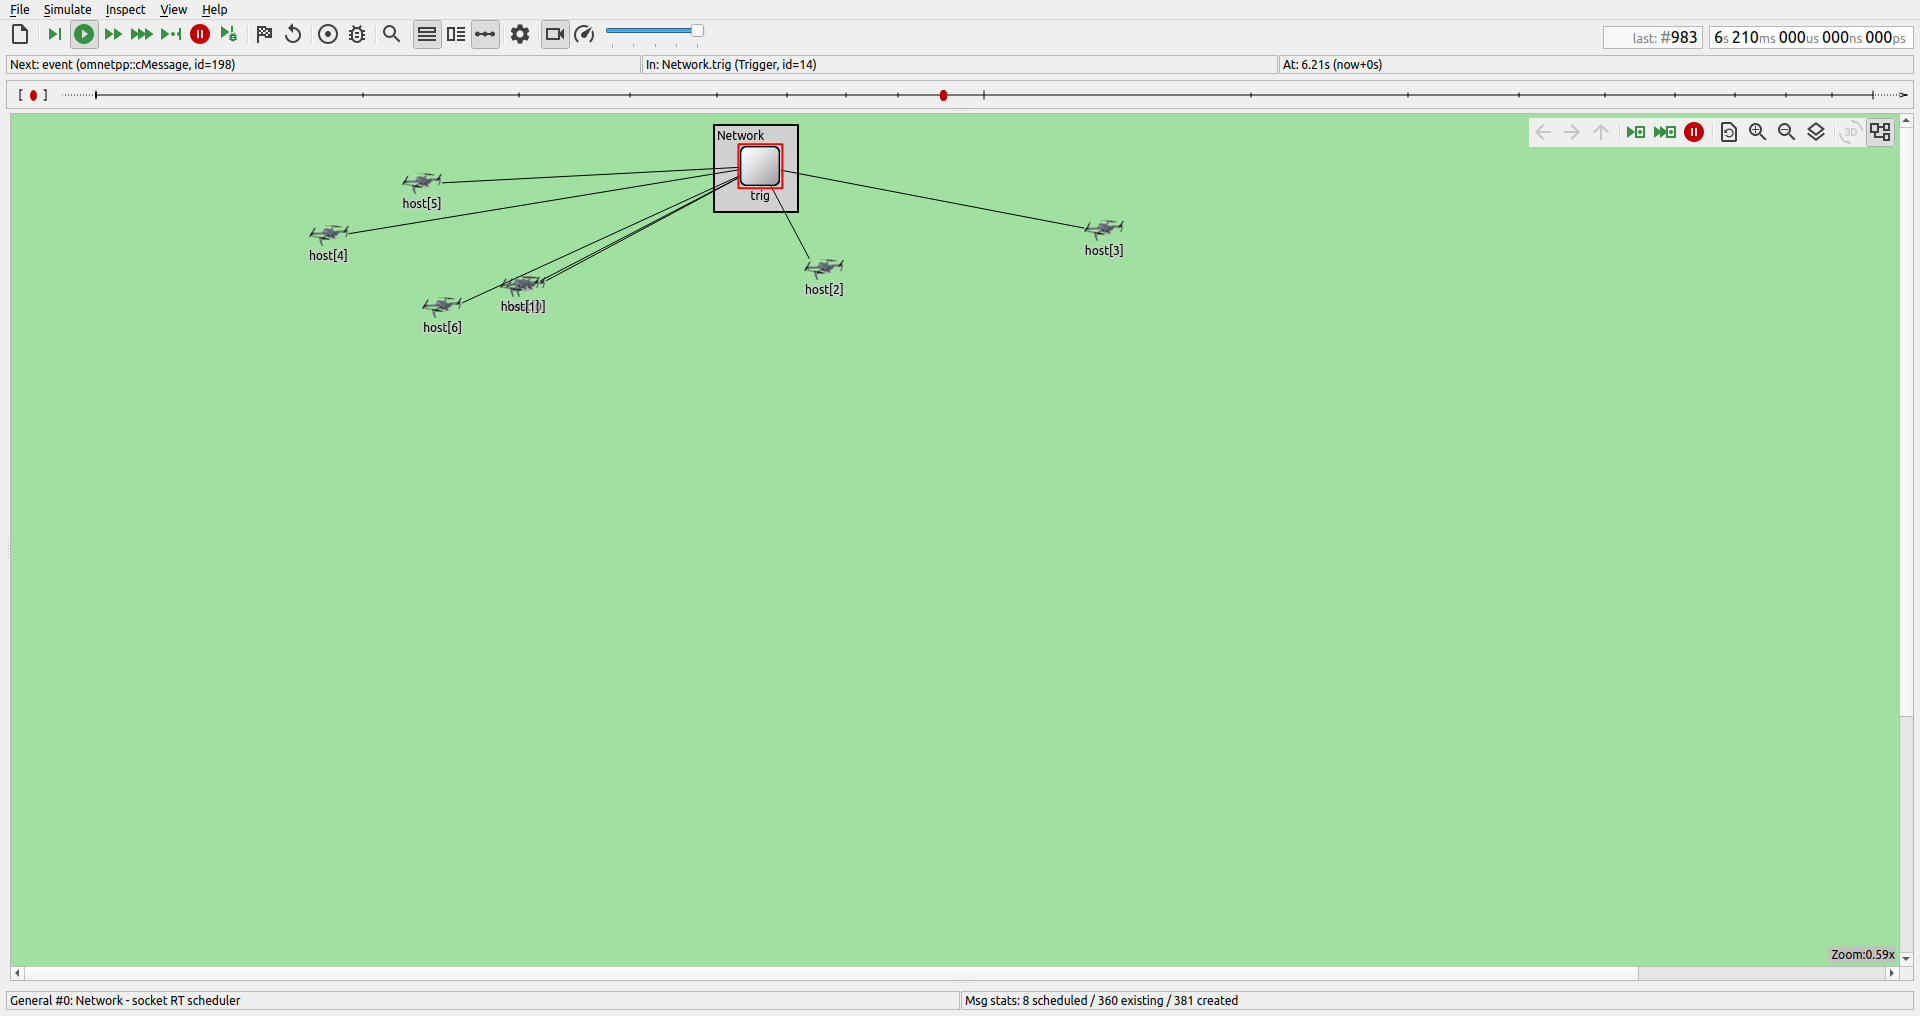 File Simulate Inspect View Help
last: #983 6s 210ms 000us 000ns 000ps
Next: event (omnetpp::cMessage, id=198) In: Network.trig (Trigger, id=14) At: 6.21s (now+0s)
Network
3D
trig
host[5]
host[4]
host[3]
host[2]
host[1]
host[6]
Zoom:0.59x
General #0: Network - socket RT scheduler Msg stats: 8 scheduled / 360 existing / 381 created